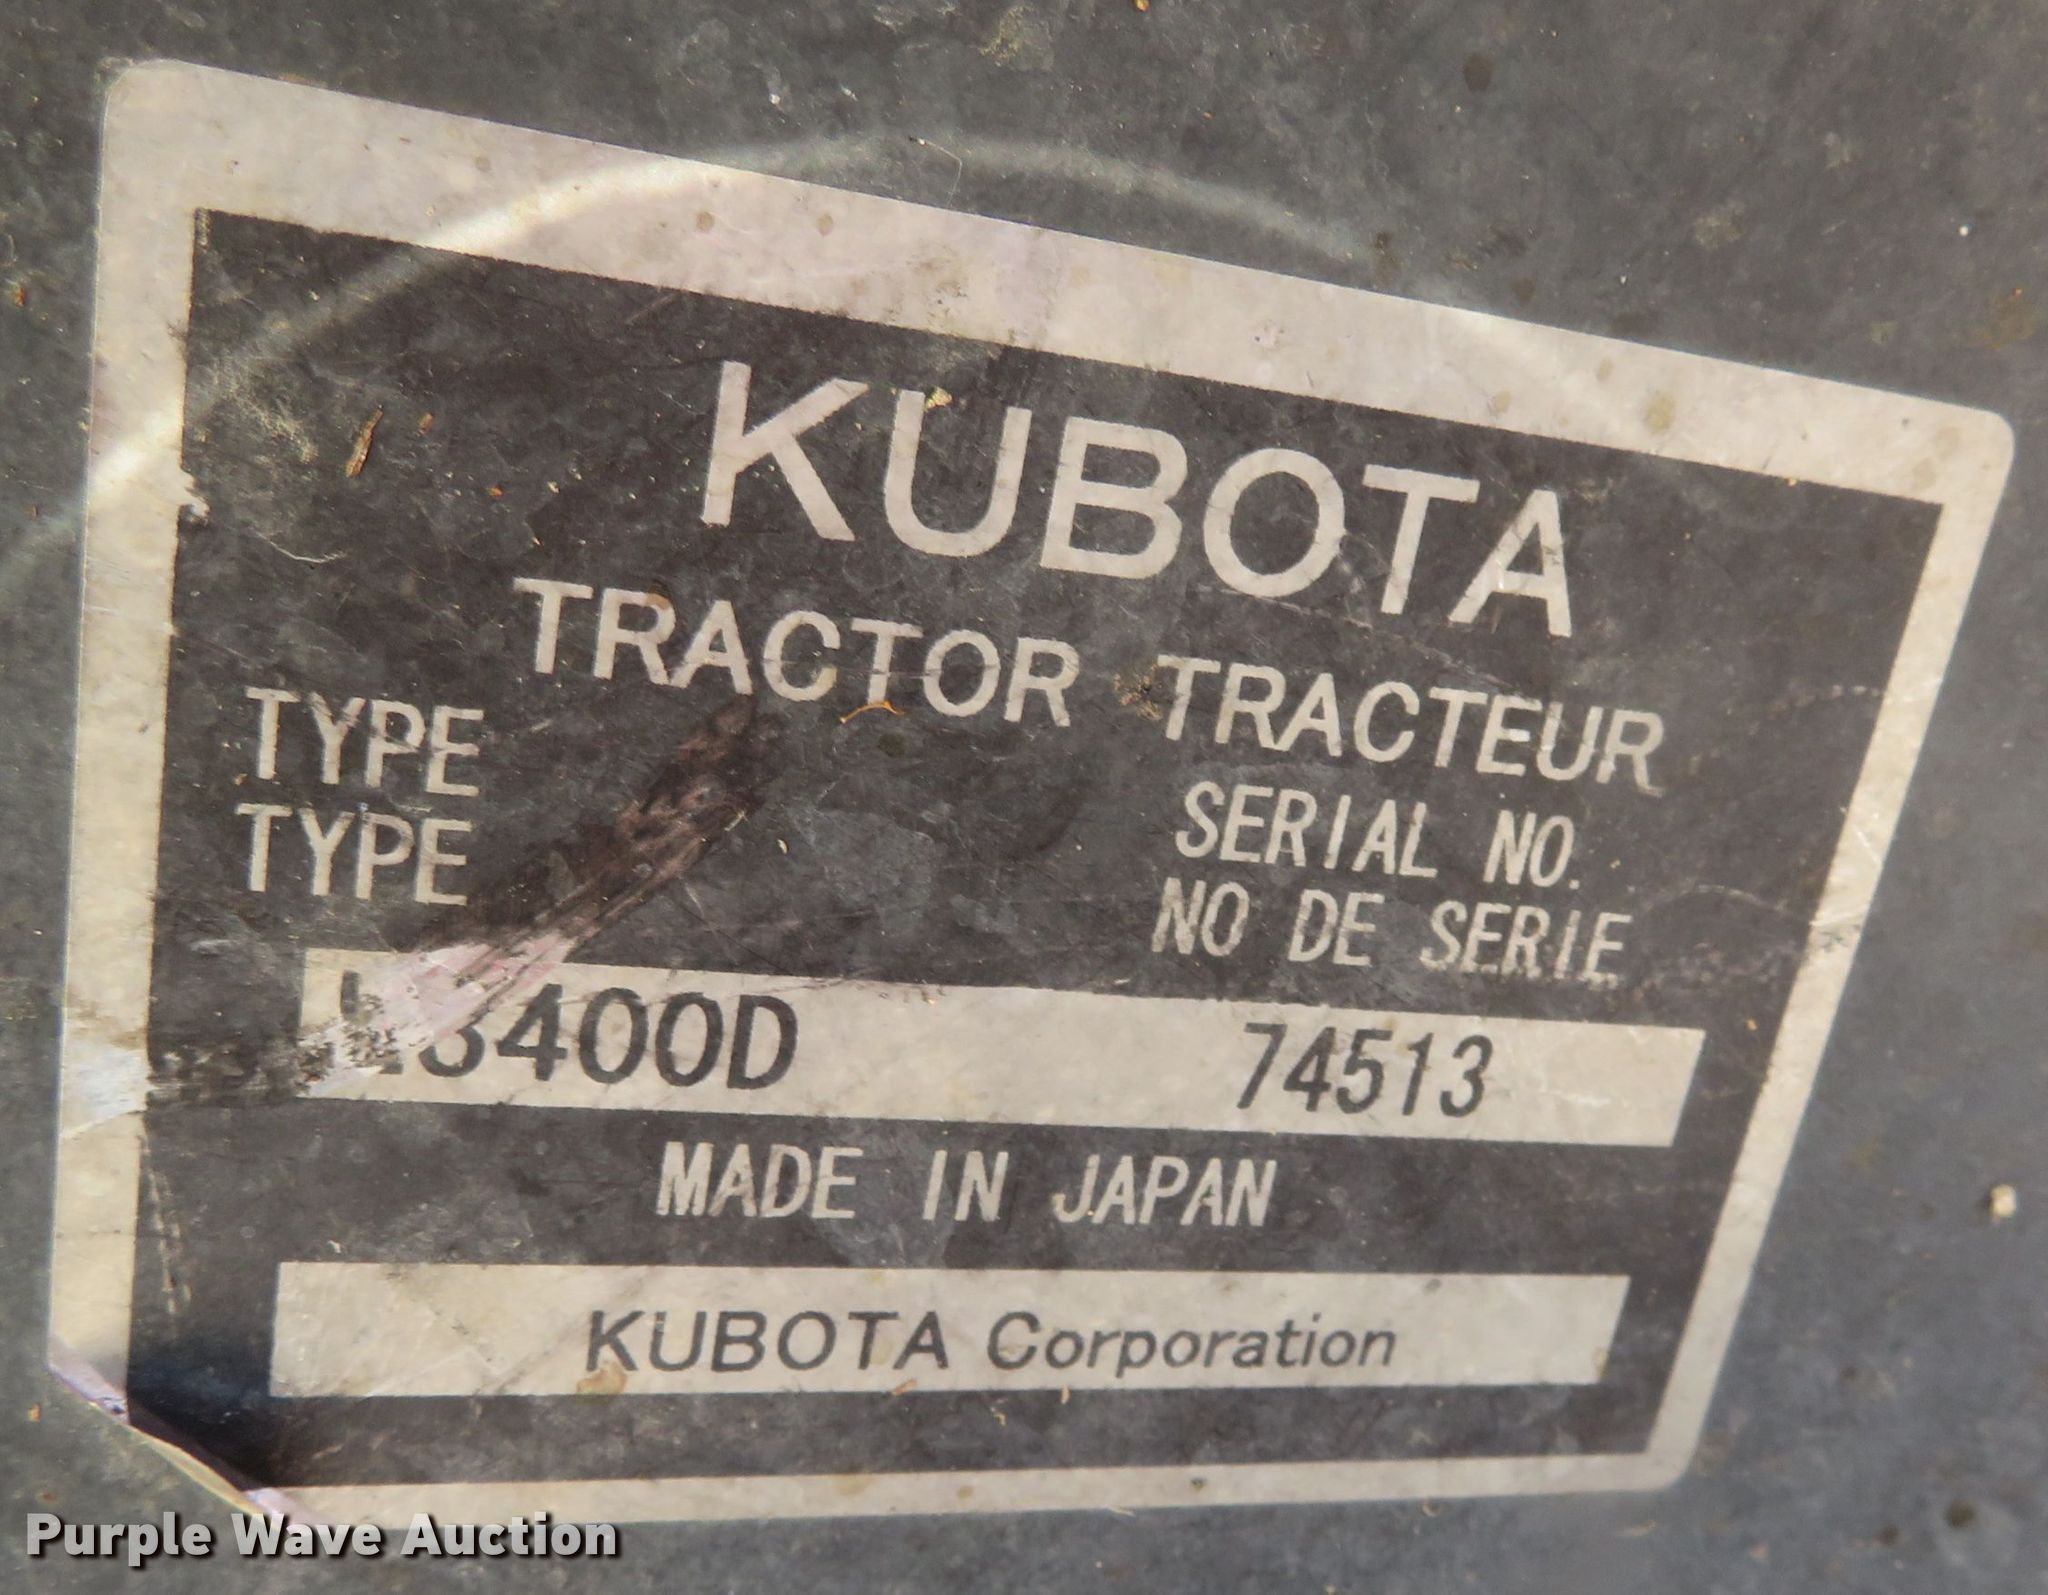 KUBOTA
TRACTOR TRACTEUR
TYPE
TYPE
SERIAL NO.
NO DE SERIE
L3400D 74513
MADE IN JAPAN
KUBOTA Corporation
Purple Wave Auction